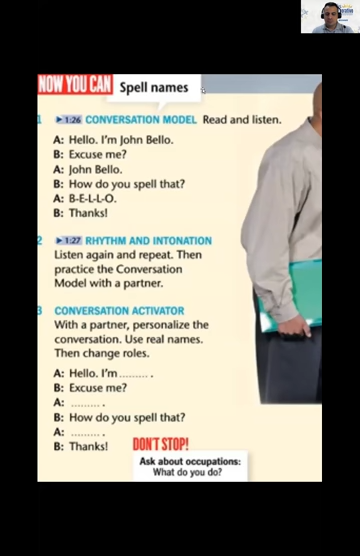 NOW YOU CAN Spell names
1 ▶1:26 CONVERSATION MODEL Read and listen.
A: Hello. I'm John Bello.
B: Excuse me?
A: John Bello.
B: How do you spell that?
A: B-E-L-L-O.
B: Thanks!
2 ▶1:27 RHYTHM AND INTONATION
Listen again and repeat. Then
practice the Conversation
Model with a partner.
3 CONVERSATION ACTIVATOR
With a partner, personalize the
conversation. Use real names.
Then change roles.
A: Hello. I'm ......... .
B: Excuse me?
A: ......... .
B: How do you spell that?
A: ......... .
B: Thanks! DON'T STOP!
Ask about occupations:
What do you do?